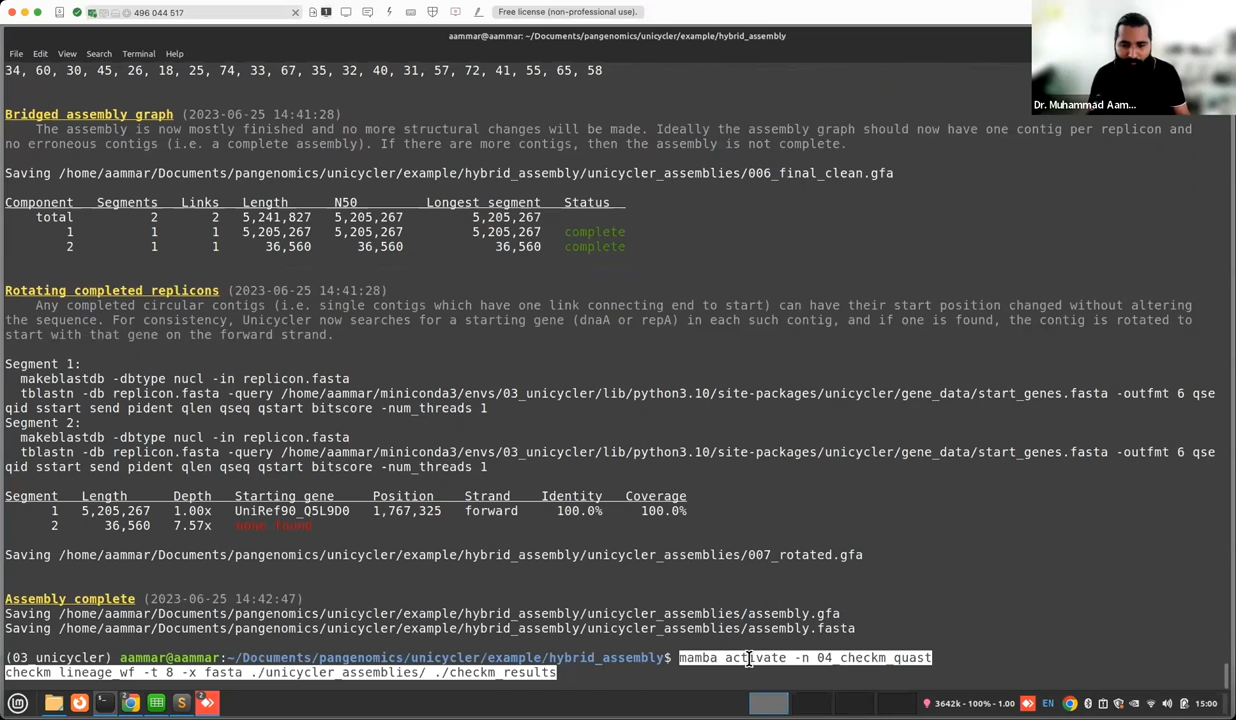 496 044 517
Free license (non-professional use).
aammar@aammar: ~/Documents/pangenomics/unicycler/example/hybrid_assembly
File Edit View Search Terminal Help
34, 60, 30, 45, 26, 18, 25, 74, 33, 67, 35, 32, 40, 31, 57, 72, 41, 55, 65, 58
Dr. Muhammad Aam...
Bridged assembly graph (2023-06-25 14:41:28)
The assembly is now mostly finished and no more structural changes will be made. Ideally the assembly graph should now have one contig per replicon and
no erroneous contigs (i.e. a complete assembly). If there are more contigs, then the assembly is not complete.
Saving /home/aammar/Documents/pangenomics/unicycler/example/hybrid_assembly/unicycler_assemblies/006_final_clean.gfa
Component Segments Links Length N50 Longest segment Status
total 2 2 5,241,827 5,205,267 5,205,267
1 1 1 5,205,267 5,205,267 5,205,267 complete
2 1 1 36,560 36,560 36,560 complete
Rotating completed replicons (2023-06-25 14:41:28)
Any completed circular contigs (i.e. single contigs which have one link connecting end to start) can have their start position changed without altering
the sequence. For consistency, Unicycler now searches for a starting gene (dnaA or repA) in each such contig, and if one is found, the contig is rotated to
start with that gene on the forward strand.
Segment 1:
makeblastdb -dbtype nucl -in replicon.fasta
tblastn -db replicon.fasta -query /home/aammar/miniconda3/envs/03_unicycler/lib/python3.10/site-packages/unicycler/gene_data/start_genes.fasta -outfmt 6 qse
qid sstart send pident qlen qseq qstart bitscore -num_threads 1
Segment 2:
makeblastdb -dbtype nucl -in replicon.fasta
tblastn -db replicon.fasta -query /home/aammar/miniconda3/envs/03_unicycler/lib/python3.10/site-packages/unicycler/gene_data/start_genes.fasta -outfmt 6 qse
qid sstart send pident qlen qseq qstart bitscore -num_threads 1
Segment Length Depth Starting gene Position Strand Identity Coverage
1 5,205,267 1.00x UniRef90_Q5L9D0 1,767,325 forward 100.0% 100.0%
2 36,560 7.57x none found
Saving /home/aammar/Documents/pangenomics/unicycler/example/hybrid_assembly/unicycler_assemblies/007_rotated.gfa
Assembly complete (2023-06-25 14:42:47)
Saving /home/aammar/Documents/pangenomics/unicycler/example/hybrid_assembly/unicycler_assemblies/assembly.gfa
Saving /home/aammar/Documents/pangenomics/unicycler/example/hybrid_assembly/unicycler_assemblies/assembly.fasta
(03_unicycler) aammar@aammar:~/Documents/pangenomics/unicycler/example/hybrid_assembly$ mamba activate -n 04_checkm_quast
checkm lineage_wf -t 8 -x fasta ./unicycler_assemblies/ ./checkm_results
3642k - 100% - 1.00 EN 15:00